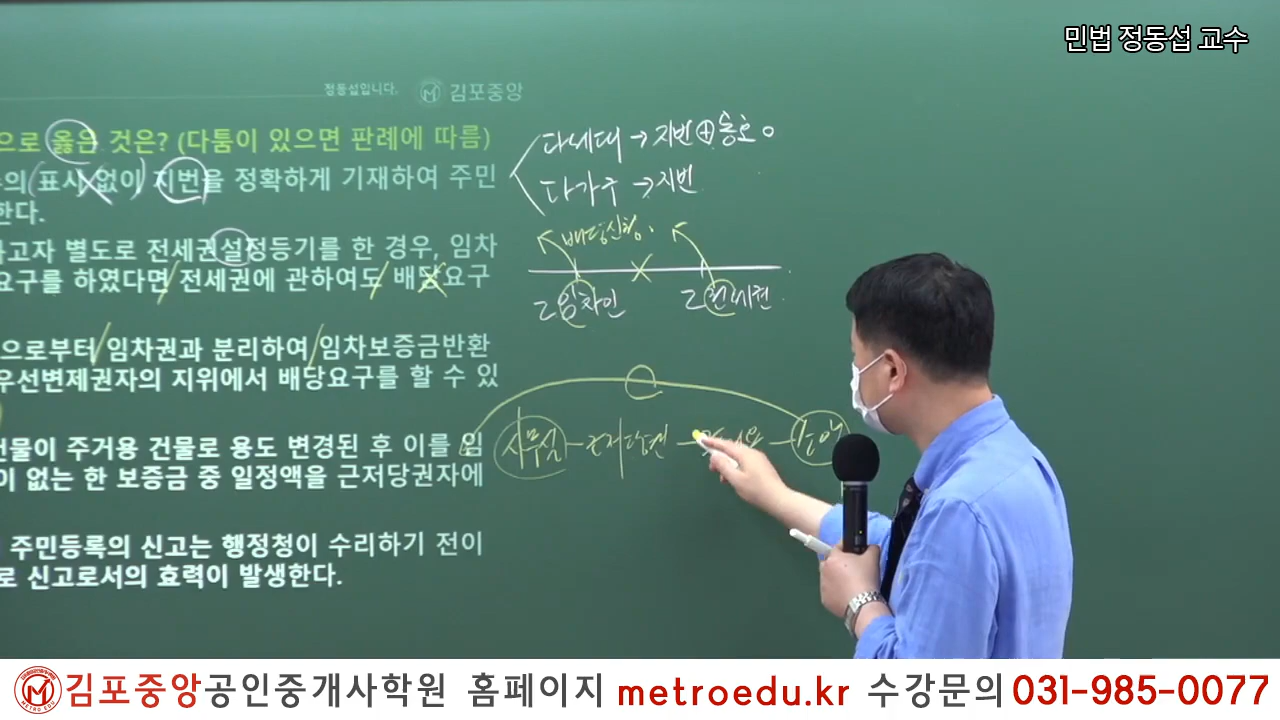 민법 정동섭 교수
정동섭입니다. 김포중앙
으로 옳은 것은? (다툼이 있으면 판례에 따름)
의 (표시 없이) 지번을 정확하게 기재하여 주민
한다.
하고자 별도로 전세권설정등기를 한 경우, 임차
요구를 하였다면 전세권에 관하여도 배당요구
으로부터 임차권과 분리하여 임차보증금반환
우선변제권자의 지위에서 배당요구를 할 수 있
건물이 주거용 건물로 용도 변경된 후 이를 임
이 없는 한 보증금 중 일정액을 근저당권자에
주민등록의 신고는 행정청이 수리하기 전이
로 신고로서의 효력이 발생한다.
다세대 → 지번 ⊕ 동호 ○
다가구 → 지번
배당신청.
2임차인 2전세권
사무실 - 근저당권 -
소액
김포중앙공인중개사학원 홈페이지 metroedu.kr 수강문의 031-985-0077
METRO EDU